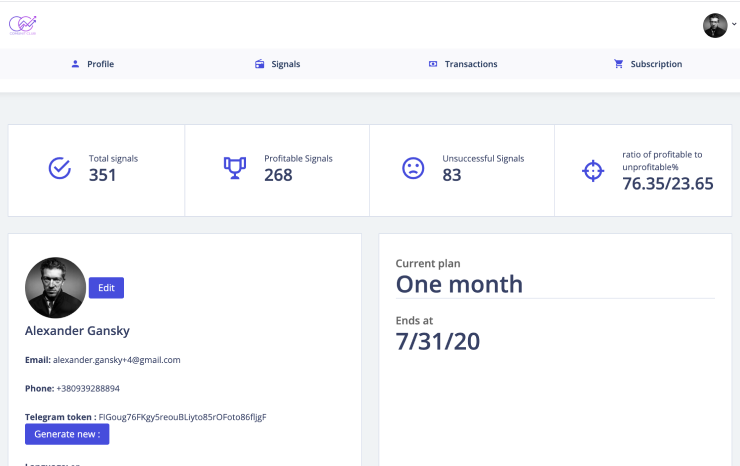 Profile
Signals
Transactions
Subscription
Total signals
351
Profitable Signals
268
Unsuccessful Signals
83
ratio of profitable to
unprofitable%
76.35/23.65
Edit
Alexander Gansky
Email: alexander.gansky+4@gmail.com
Phone: +380939288894
Telegram token : FIGoug76FKgy5reouBLiyto85rOFoto86fljgF
Generate new :
Current plan
One month
Ends at
7/31/20